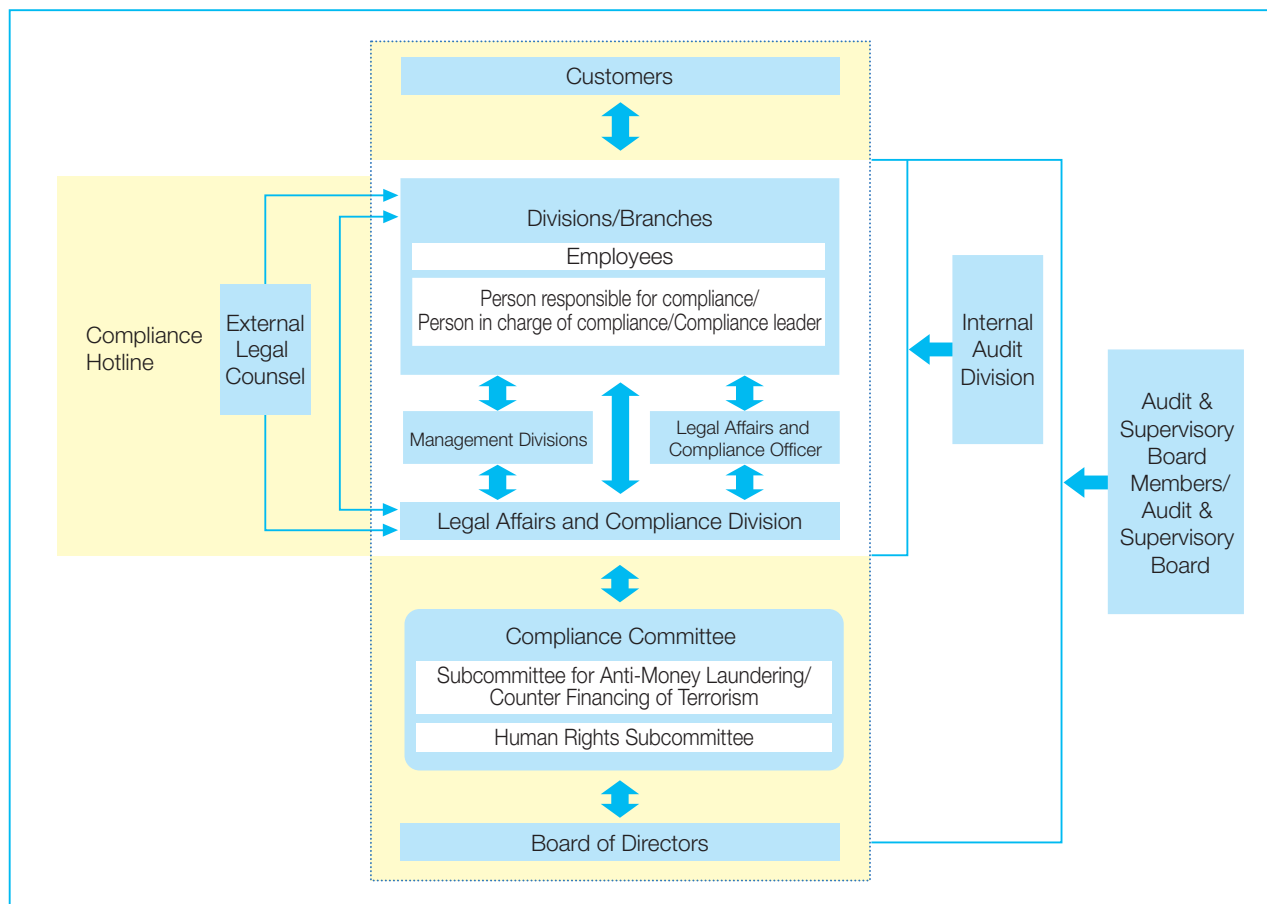 Customers
Divisions/Branches
Employees
Person responsible for compliance/
Person in charge of compliance/Compliance leader
Compliance
Hotline
External
Legal
Counsel
Management Divisions
Legal Affairs and
Compliance Officer
Legal Affairs and Compliance Division
Internal
Audit
Division
Audit &
Supervisory
Board
Members/
Audit &
Supervisory
Board
Compliance Committee
Subcommittee for Anti-Money Laundering/
Counter Financing of Terrorism
Human Rights Subcommittee
Board of Directors